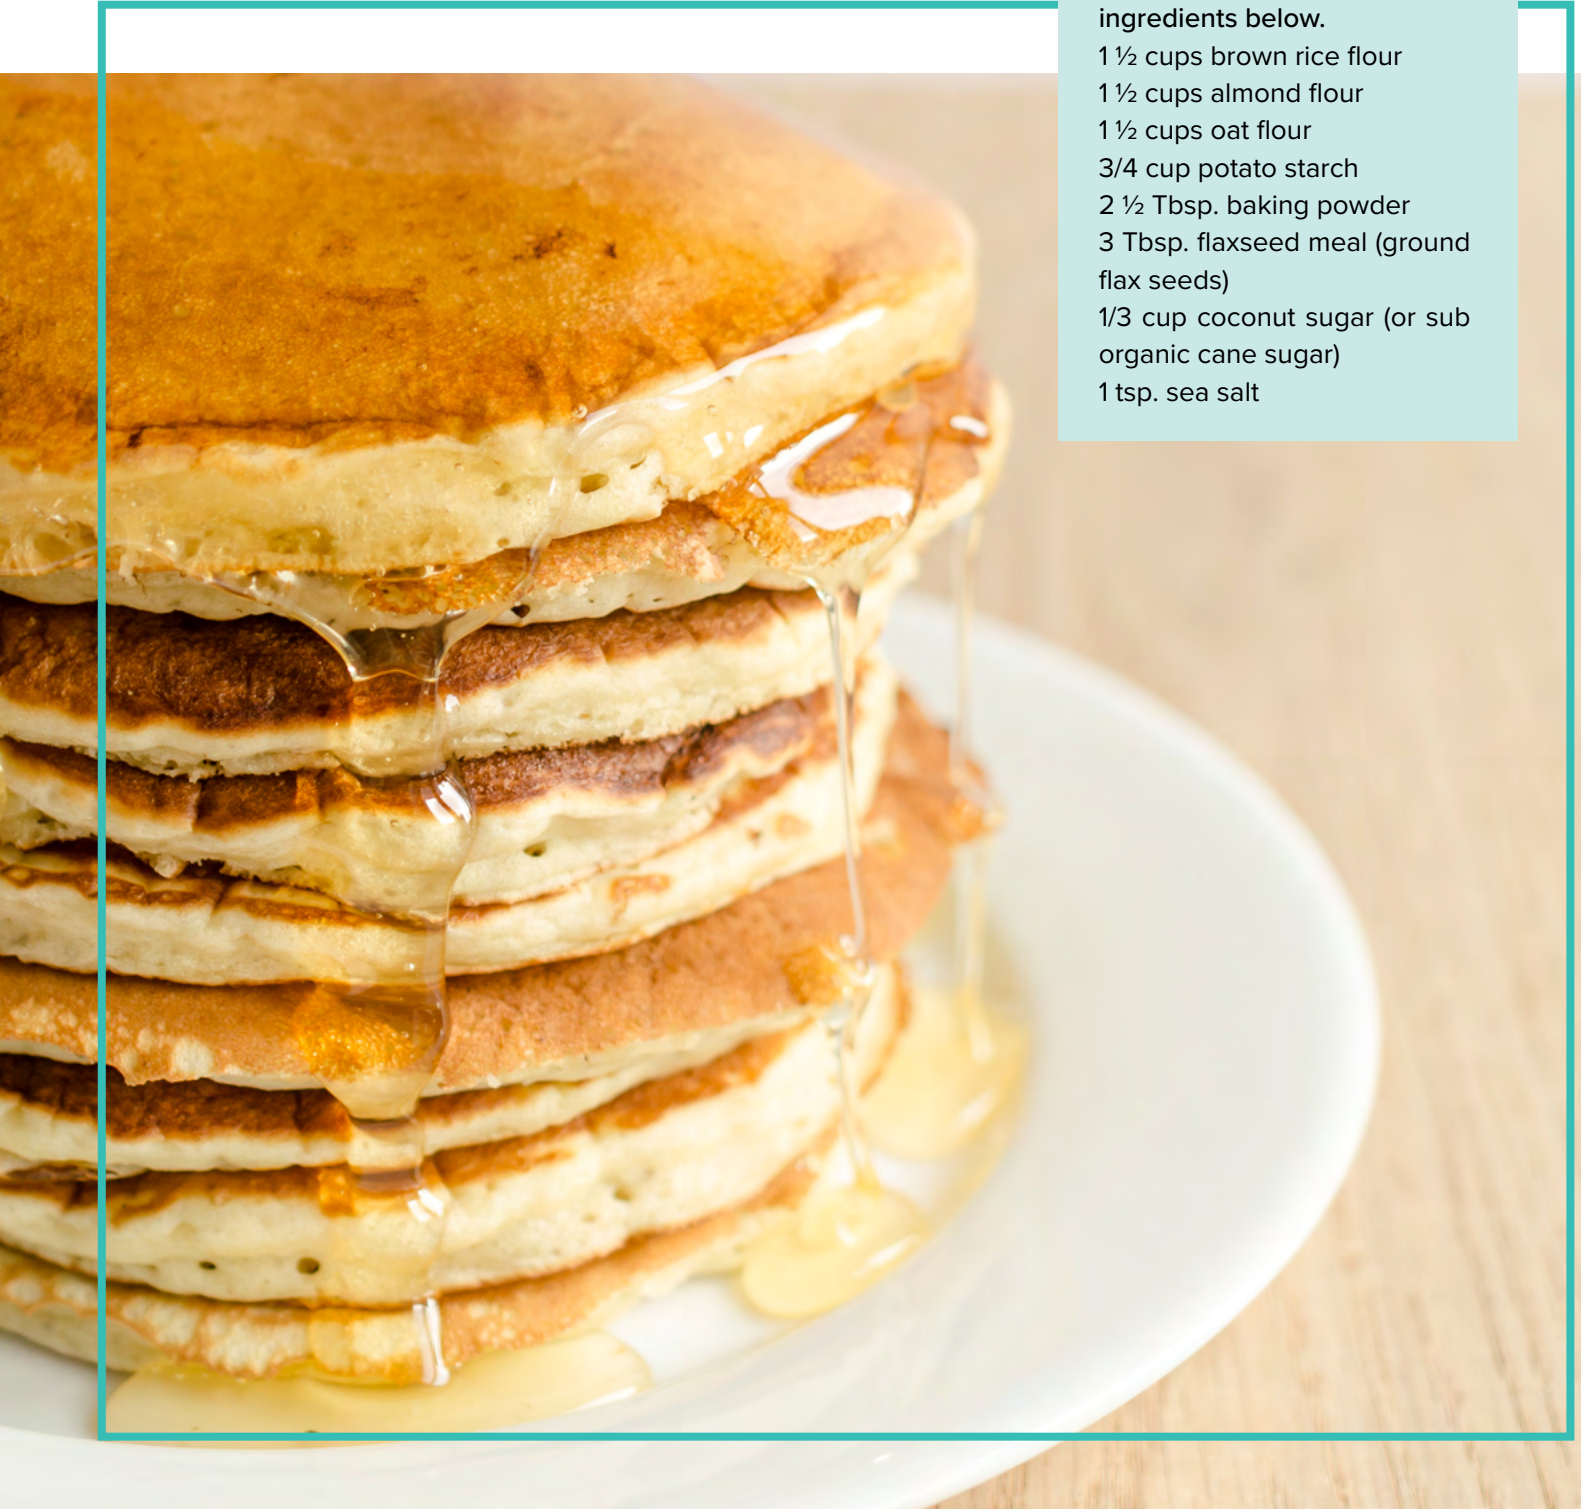 ingredients below.
1 ½ cups brown rice flour
1 ½ cups almond flour
1 ½ cups oat flour
3/4 cup potato starch
2 ½ Tbsp. baking powder
3 Tbsp. flaxseed meal (ground
flax seeds)
1/3 cup coconut sugar (or sub
organic cane sugar)
1 tsp. sea salt